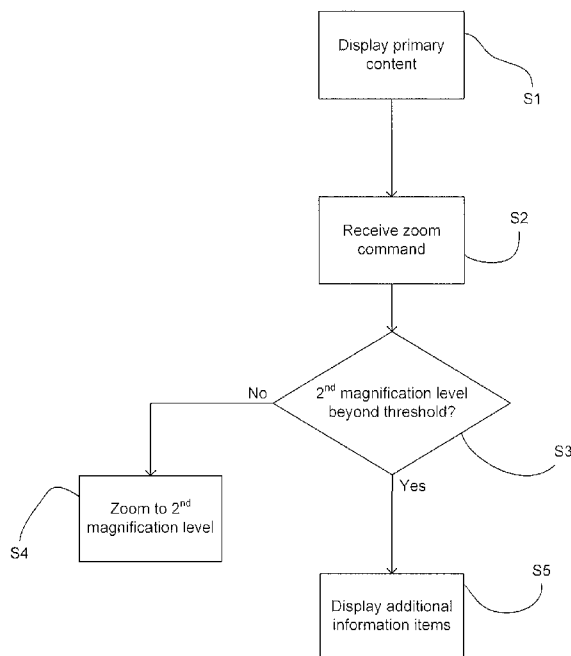 Display primary
content
S1
Receive zoom
command
S2
2nd magnification level
beyond threshold?
No
S3
Yes
Zoom to 2nd
magnification level
S4
S5
Display additional
information items